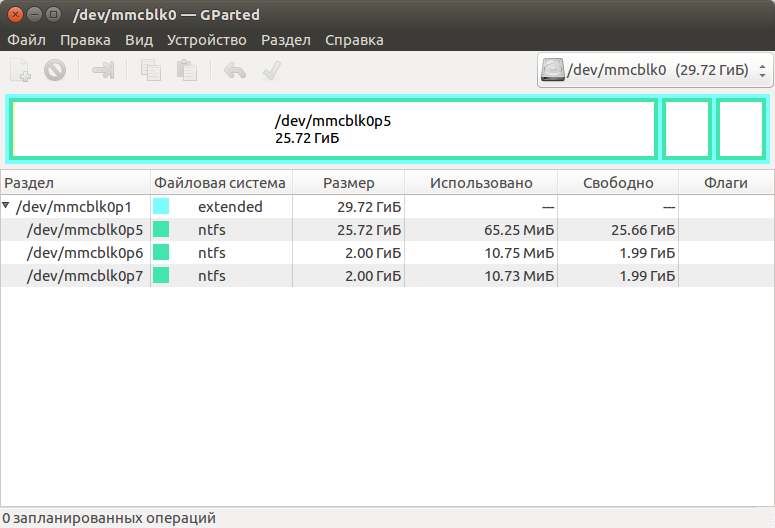 /dev/mmcblk0 — GParted
Файл Правка Вид Устройство Раздел Справка
/dev/mmcblk0 (29.72 ГиБ)
/dev/mmcblk0p5
25.72 ГиБ
Раздел Файловая система Размер Использовано Свободно Флаги
/dev/mmcblk0p1 extended 29.72 ГиБ --- ---
/dev/mmcblk0p5 ntfs 25.72 ГиБ 65.25 МиБ 25.66 ГиБ
/dev/mmcblk0p6 ntfs 2.00 ГиБ 10.75 МиБ 1.99 ГиБ
/dev/mmcblk0p7 ntfs 2.00 ГиБ 10.73 МиБ 1.99 ГиБ
0 запланированных операций